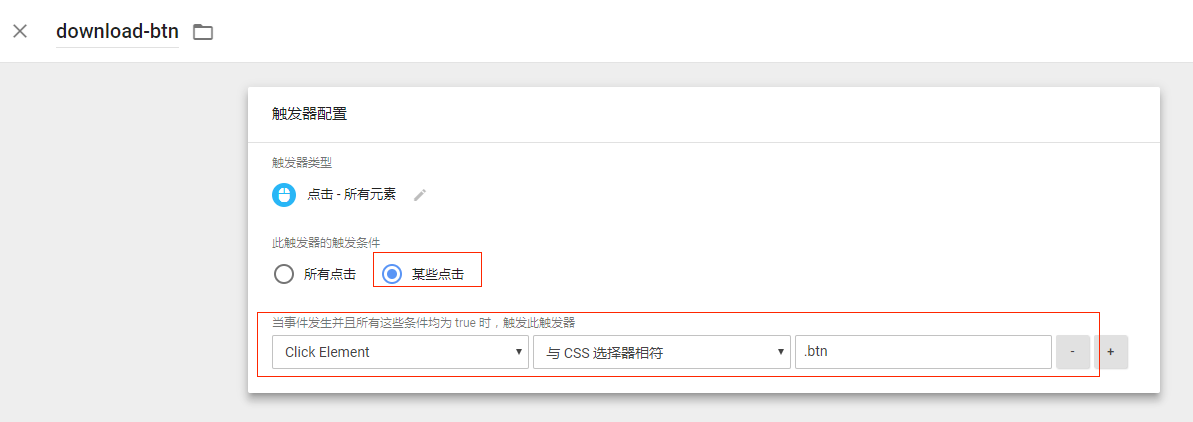 download-btn
触发器配置
触发器类型
点击 - 所有元素
此触发器的触发条件
所有点击 某些点击
当事件发生并且所有这些条件均为 true 时，触发此触发器
Click Element 与 CSS 选择器相符 .btn - +